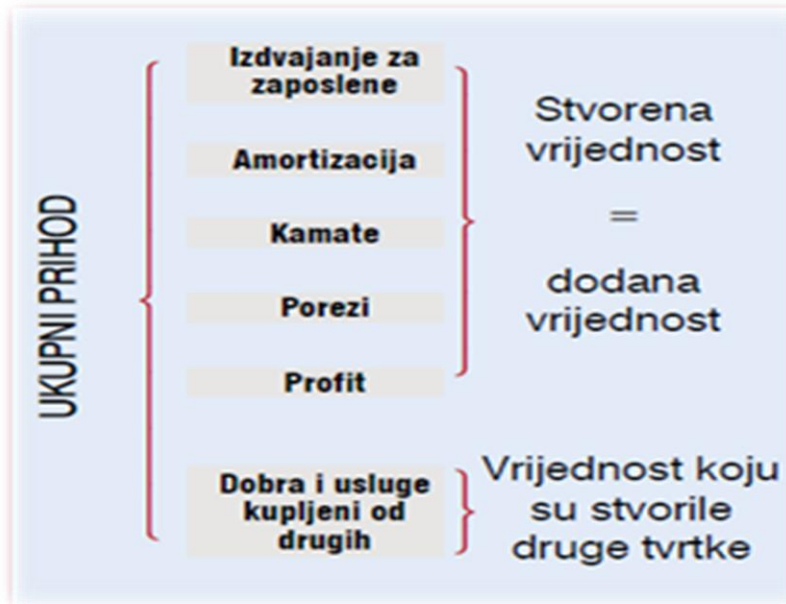 UKUPNI PRIHOD
Izdvajanje za
zaposlene
Amortizacija
Kamate
Porezi
Profit
Stvorena
vrijednost
=
dodana
vrijednost
Dobra i usluge
kupljeni od
drugih
Vrijednost koju
su stvorile
druge tvrtke